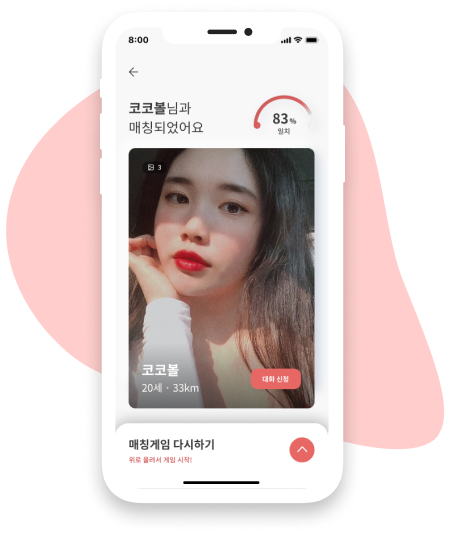 8:00
코코볼님과
매칭되었어요
83%
일치
3
코코볼
20세 · 33km
대화 신청
매칭게임 다시하기
위로 올려서 게임 시작!